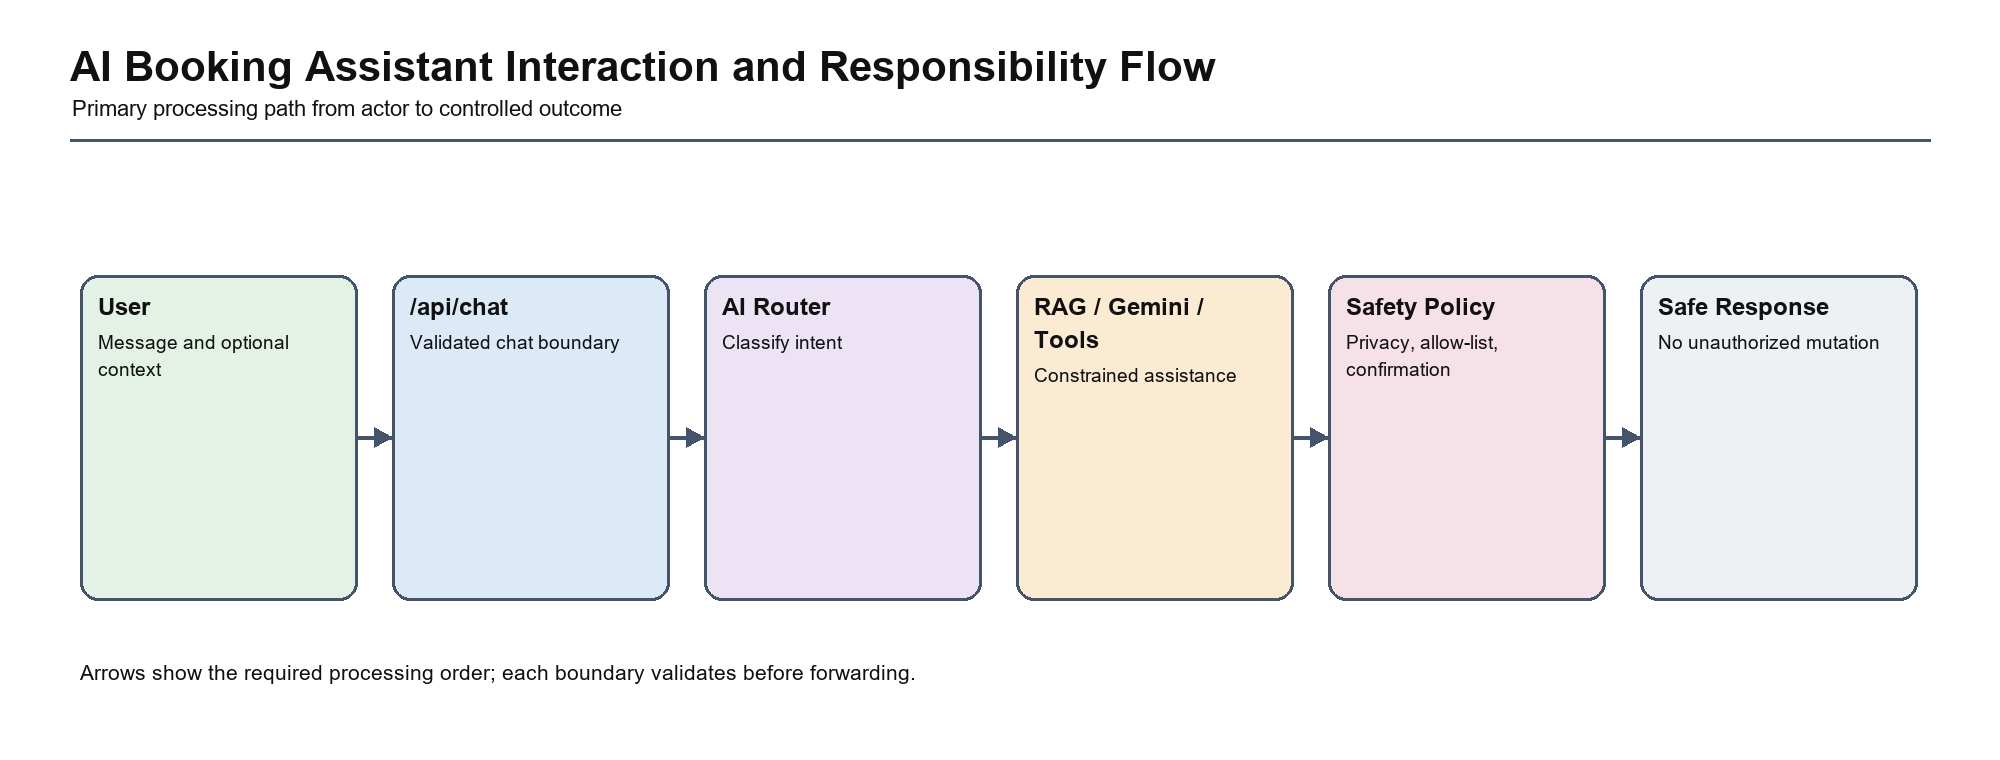 AI Booking Assistant Interaction and Responsibility Flow
Primary processing path from actor to controlled outcome
User
Message and optional
context
/api/chat
Validated chat boundary
AI Router
Classify intent
RAG / Gemini /
Tools
Constrained assistance
Safety Policy
Privacy, allow-list,
confirmation
Safe Response
No unauthorized mutation
Arrows show the required processing order; each boundary validates before forwarding.